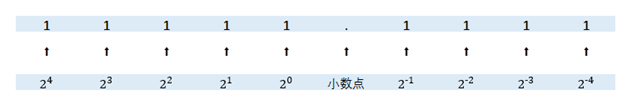 1 1 1 1 1 . 1 1 1 1
⬆ ⬆ ⬆ ⬆ ⬆ ⬆ ⬆ ⬆ ⬆ ⬆
2⁴ 2³ 2² 2¹ 2⁰ 小数点 2⁻¹ 2⁻² 2⁻³ 2⁻⁴